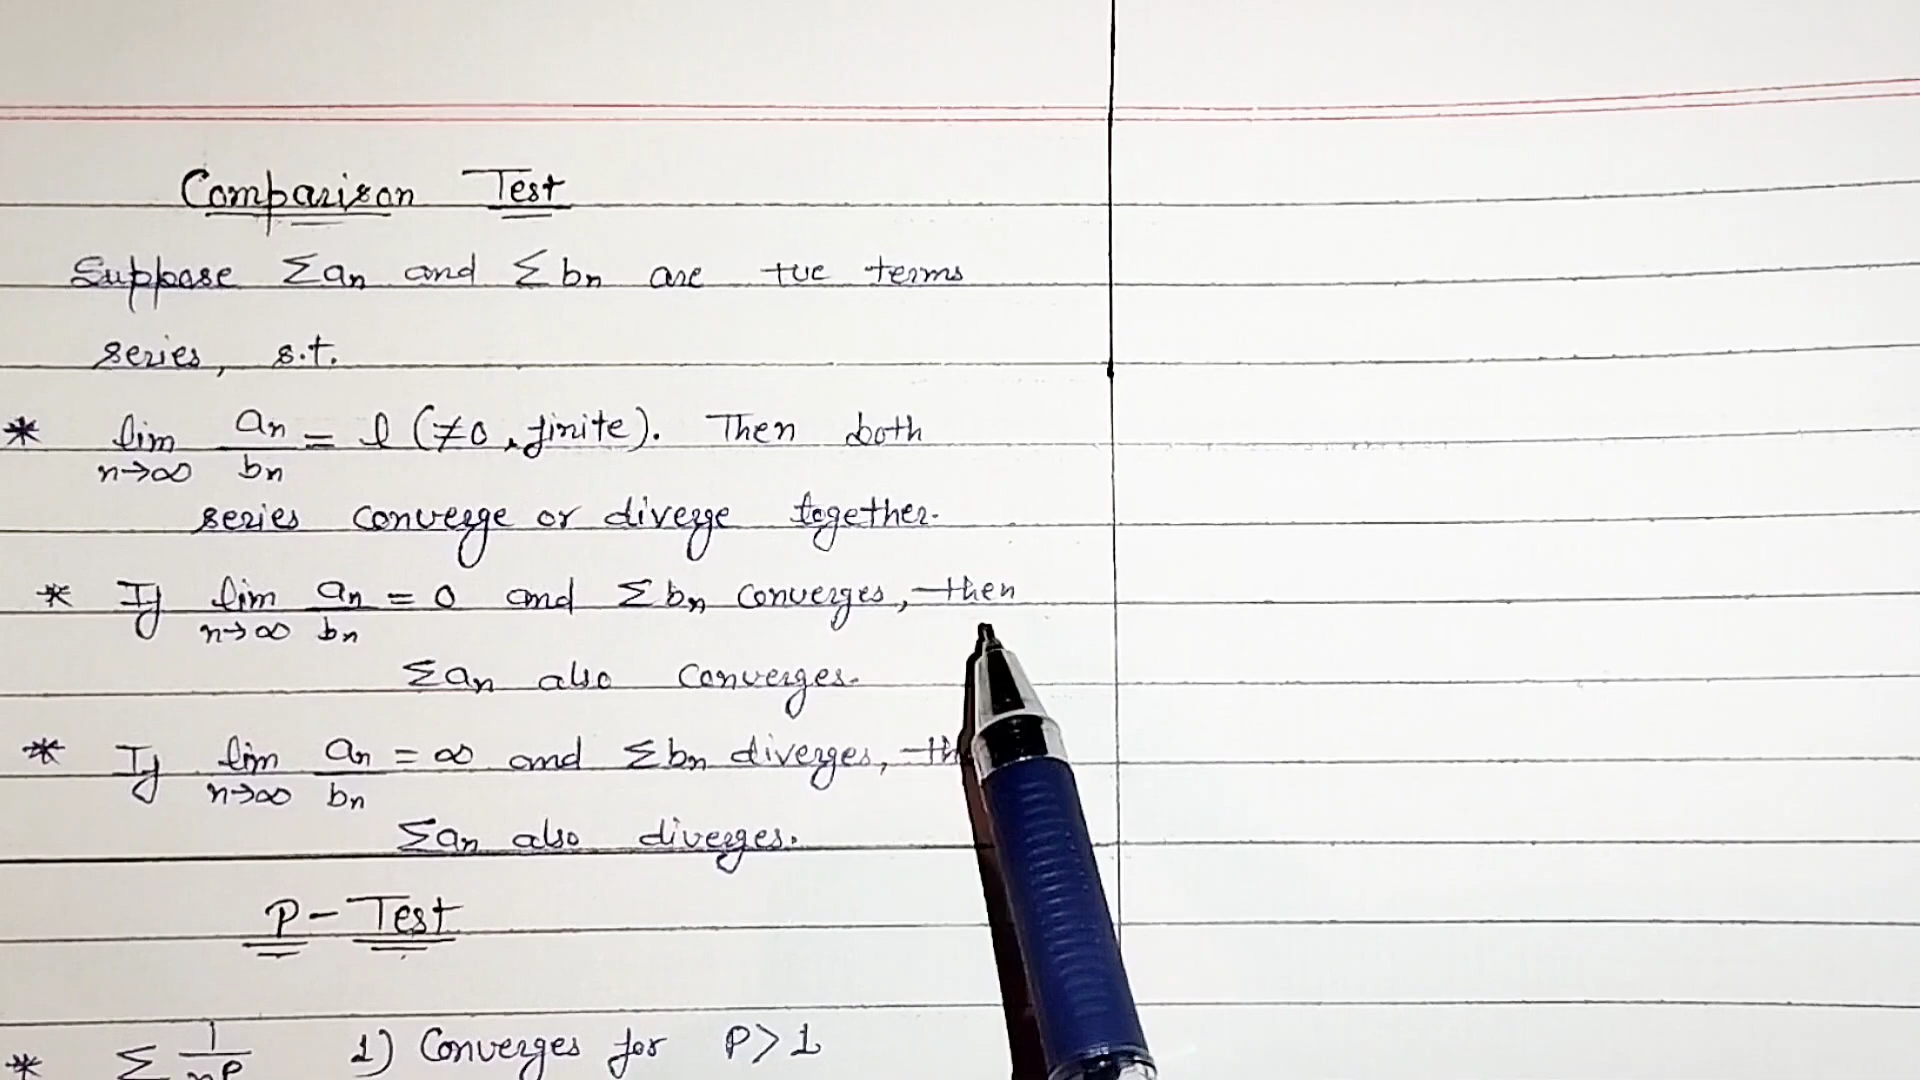 Comparison Test
Suppose Σan and Σbn are +ve terms
series, s.t.
* lim n→∞ an/bn = l (≠0, finite). Then both
series converge or diverge together.
* If lim n→∞ an/bn = 0 and Σbn converges, then
Σan also converges.
* If lim n→∞ an/bn = ∞ and Σbn diverges,
Σan also diverges.
P-Test
* Σ 1/nP 1) Converges for P>1